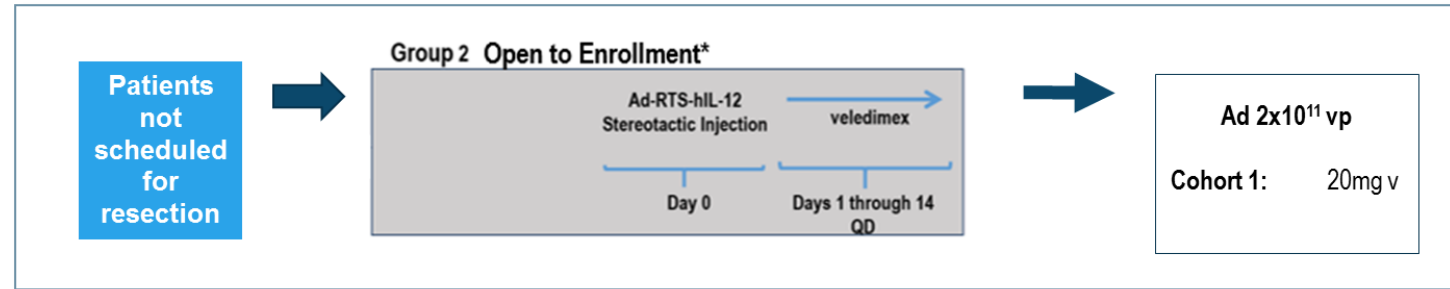 Group 2 Open to Enrollment*
Patients
not
scheduled
for
resection
Ad-RTS-hIL-12
Stereotactic Injection
veledimex
Day 0
Days 1 through 14
QD
Ad 2x10¹¹ vp
Cohort 1: 20mg v